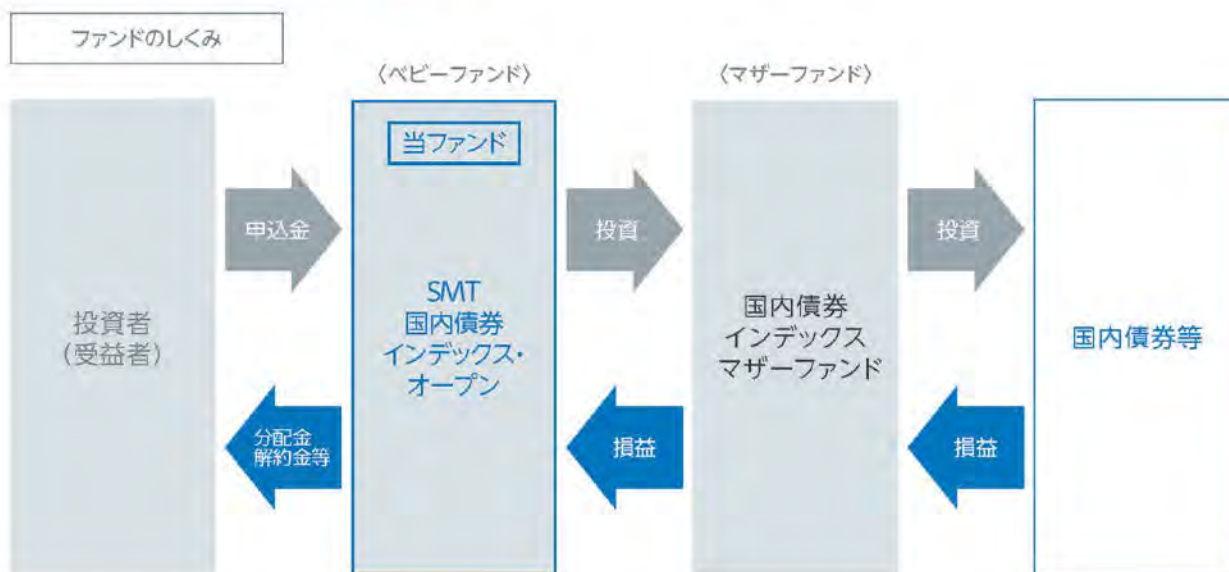 ファンドのしくみ
〈ベビーファンド〉
〈マザーファンド〉
当ファンド
申込金
投資
投資
投資者
（受益者）
SMT
国内債券
インデックス・
オープン
国内債券
インデックス
マザーファンド
国内債券等
分配金
解約金等
損益
損益